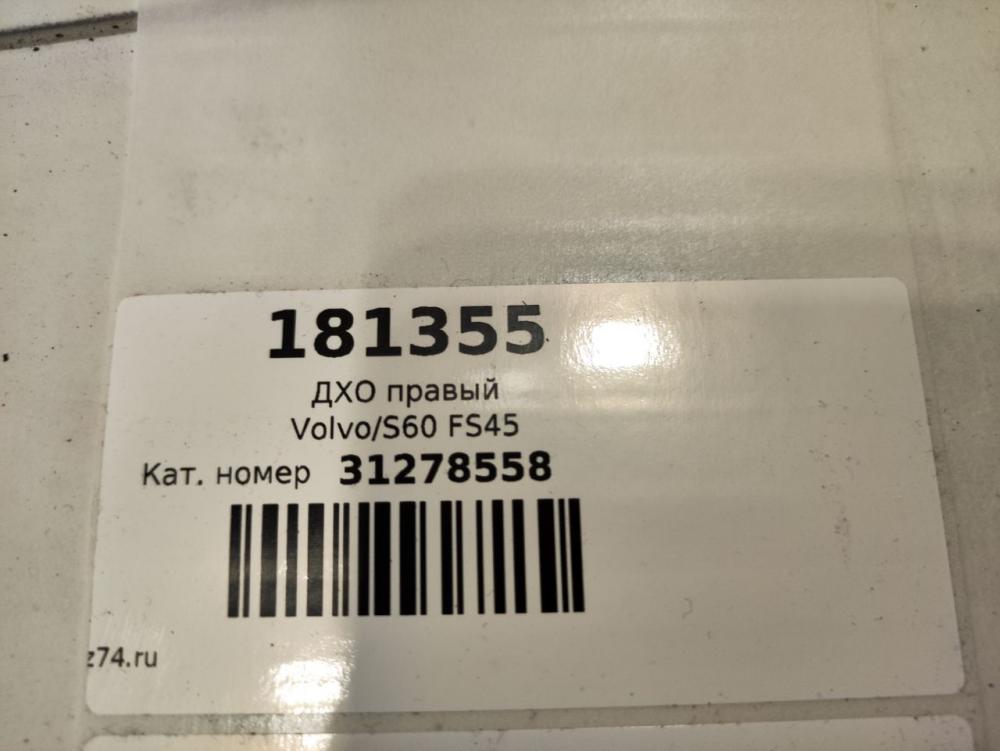 181355
ДХО правый
Volvo/S60 FS45
Кат. номер 31278558
z74.ru